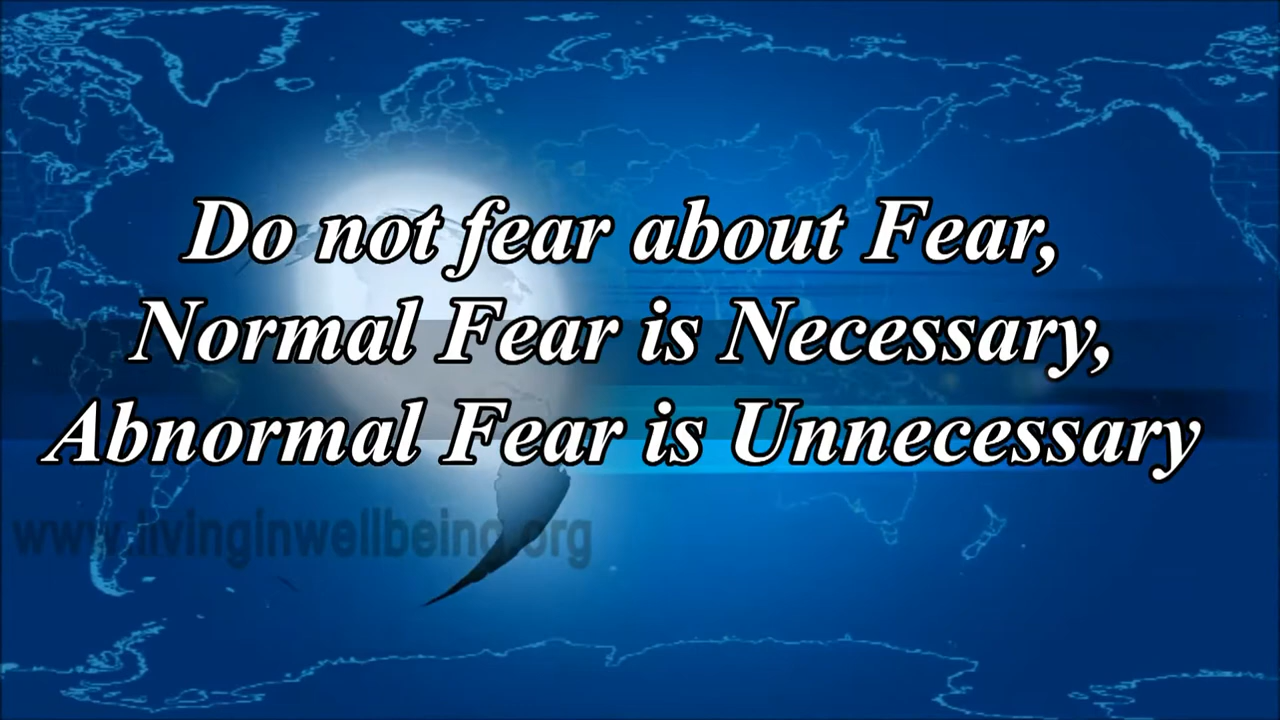 Do not fear about Fear,
Normal Fear is Necessary,
Abnormal Fear is Unnecessary
www.livinginwellbeing.org